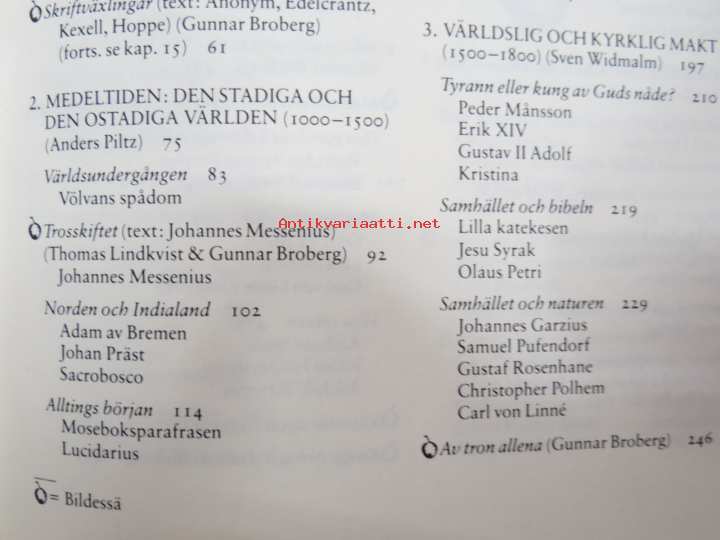 Skriftväxlingar (text: Anonym, Edelcrantz,
Kexell, Hoppe) (Gunnar Broberg)
(forts. se kap. 15) 61
2. MEDELTIDEN: DEN STADIGA OCH
DEN OSTADIGA VÄRLDEN (1000–1500)
(Anders Piltz) 75
Världsundergången 83
Völvans spådom
Trosskiftet (text: Johannes Messenius)
(Thomas Lindkvist & Gunnar Broberg) 92
Johannes Messenius
Norden och Indialand 102
Adam av Bremen
Johan Präst
Sacrobosco
Alltings början 114
Moseboksparafrasen
Lucidarius
= Bildessä
3. VÄRLDSLIG OCH KYRKLIG MAKT
(1500–1800) (Sven Widmalm) 197
Tyrann eller kung av Guds nåde? 210
Peder Månsson
Erik XIV
Gustav II Adolf
Kristina
Samhället och bibeln 219
Lilla katekesen
Jesu Syrak
Olaus Petri
Samhället och naturen 229
Johannes Garzius
Samuel Pufendorf
Gustaf Rosenhane
Christopher Polhem
Carl von Linné
Av tron allena (Gunnar Broberg) 246
Antikvariaatti.net